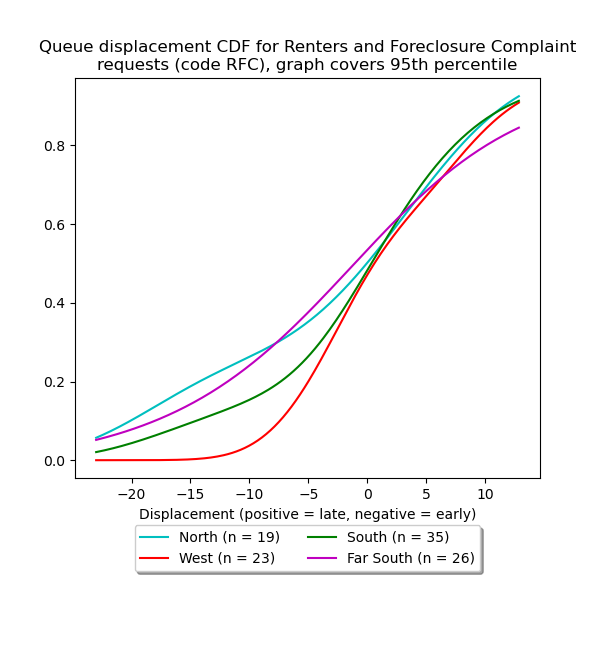 Queue displacement CDF for Renters and Foreclosure Complaint
requests (code RFC), graph covers 95th percentile
0.8
0.6
0.4
0.2
0.0
−20 −15 −10 −5 0 5 10
Displacement (positive = late, negative = early)
North (n = 19) South (n = 35)
West (n = 23) Far South (n = 26)